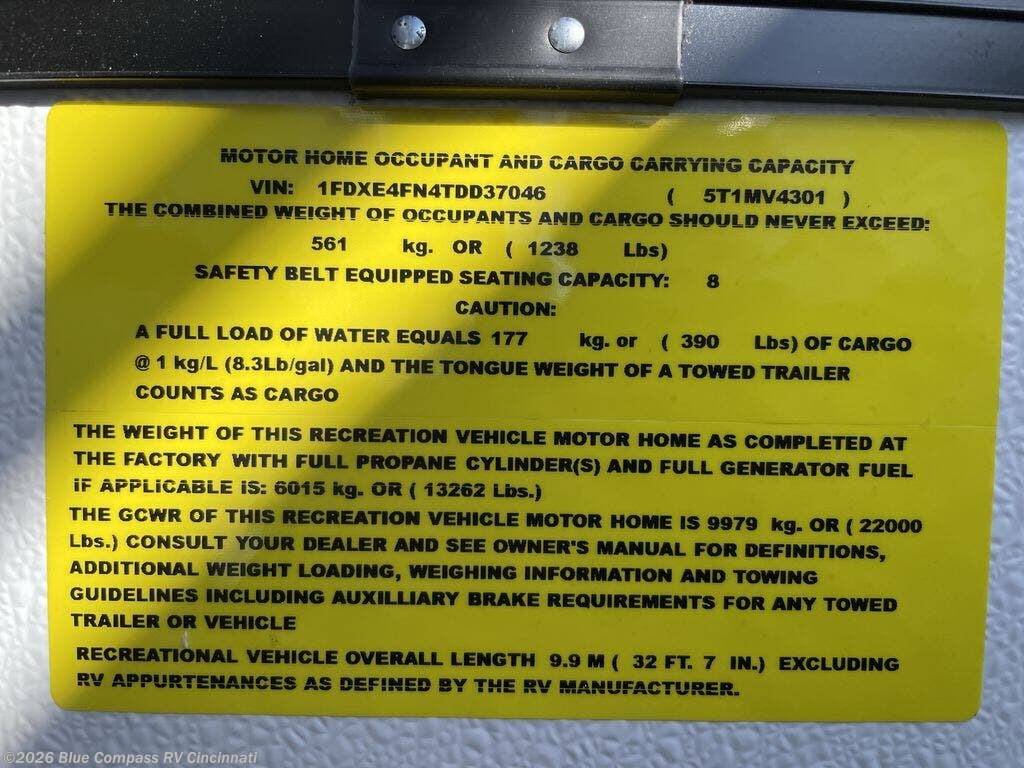 MOTOR HOME OCCUPANT AND CARGO CARRYING CAPACITY
VIN: 1FDXE4FN4TDD37046 ( 5T1MV4301 )
THE COMBINED WEIGHT OF OCCUPANTS AND CARGO SHOULD NEVER EXCEED:
561 kg. OR ( 1238 Lbs)
SAFETY BELT EQUIPPED SEATING CAPACITY: 8
CAUTION:
A FULL LOAD OF WATER EQUALS 177 kg. or ( 390 Lbs) OF CARGO
@ 1 kg/L (8.3Lb/gal) AND THE TONGUE WEIGHT OF A TOWED TRAILER
COUNTS AS CARGO
THE WEIGHT OF THIS RECREATION VEHICLE MOTOR HOME AS COMPLETED AT
THE FACTORY WITH FULL PROPANE CYLINDER(S) AND FULL GENERATOR FUEL
IF APPLICABLE IS: 6015 kg. OR ( 13262 Lbs.)
THE GCWR OF THIS RECREATION VEHICLE MOTOR HOME IS 9979 kg. OR ( 22000
Lbs.) CONSULT YOUR DEALER AND SEE OWNER'S MANUAL FOR DEFINITIONS,
ADDITIONAL WEIGHT LOADING, WEIGHING INFORMATION AND TOWING
GUIDELINES INCLUDING AUXILLIARY BRAKE REQUIREMENTS FOR ANY TOWED
TRAILER OR VEHICLE
RECREATIONAL VEHICLE OVERALL LENGTH 9.9 M ( 32 FT. 7 IN.) EXCLUDING
RV APPURTENANCES AS DEFINED BY THE RV MANUFACTURER.
©2026 Blue Compass RV Cincinnati